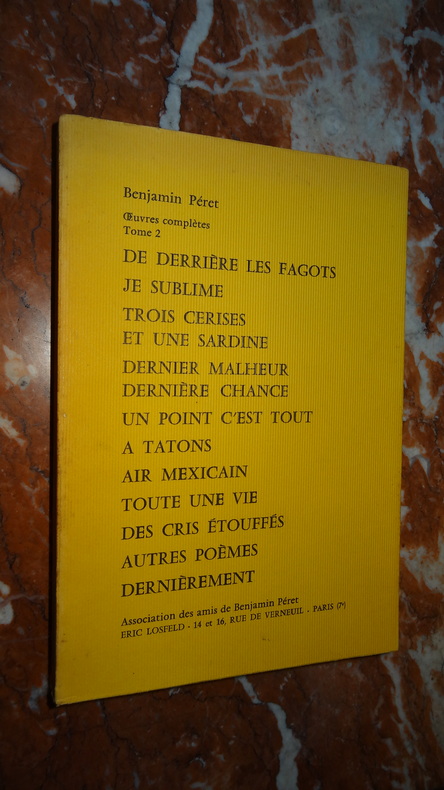 Benjamin Péret
Œuvres complètes
Tome 2
DE DERRIÈRE LES FAGOTS
JE SUBLIME
TROIS CERISES
ET UNE SARDINE
DERNIER MALHEUR
DERNIÈRE CHANCE
UN POINT C'EST TOUT
A TATONS
AIR MEXICAIN
TOUTE UNE VIE
DES CRIS ÉTOUFFÉS
AUTRES POÈMES
DERNIÈREMENT
Association des amis de Benjamin Péret
ERIC LOSFELD - 14 et 16, RUE DE VERNEUIL - PARIS (7e)